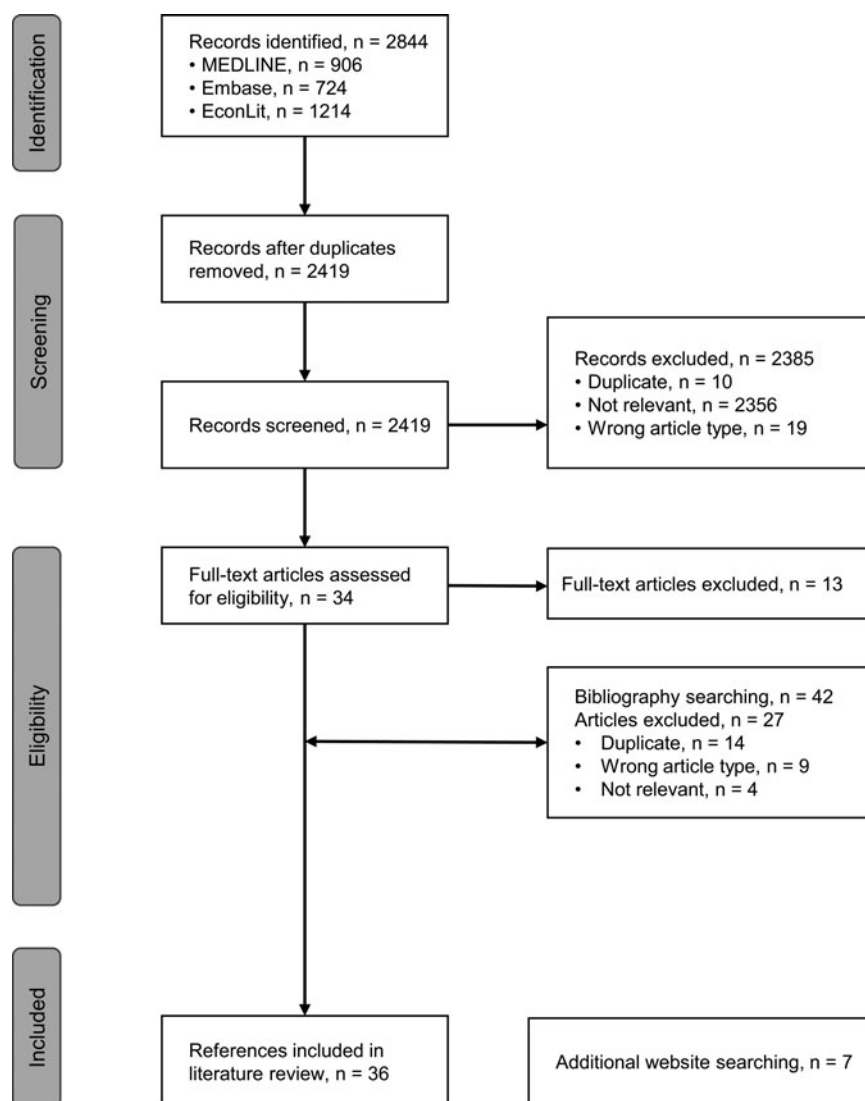 Identification
Records identified, n = 2844
• MEDLINE, n = 906
• Embase, n = 724
• EconLit, n = 1214
Screening
Records after duplicates
removed, n = 2419
Records screened, n = 2419
Records excluded, n = 2385
• Duplicate, n = 10
• Not relevant, n = 2356
• Wrong article type, n = 19
Eligibility
Full-text articles assessed
for eligibility, n = 34
Full-text articles excluded, n = 13
Bibliography searching, n = 42
Articles excluded, n = 27
• Duplicate, n = 14
• Wrong article type, n = 9
• Not relevant, n = 4
Included
References included in
literature review, n = 36
Additional website searching, n = 7